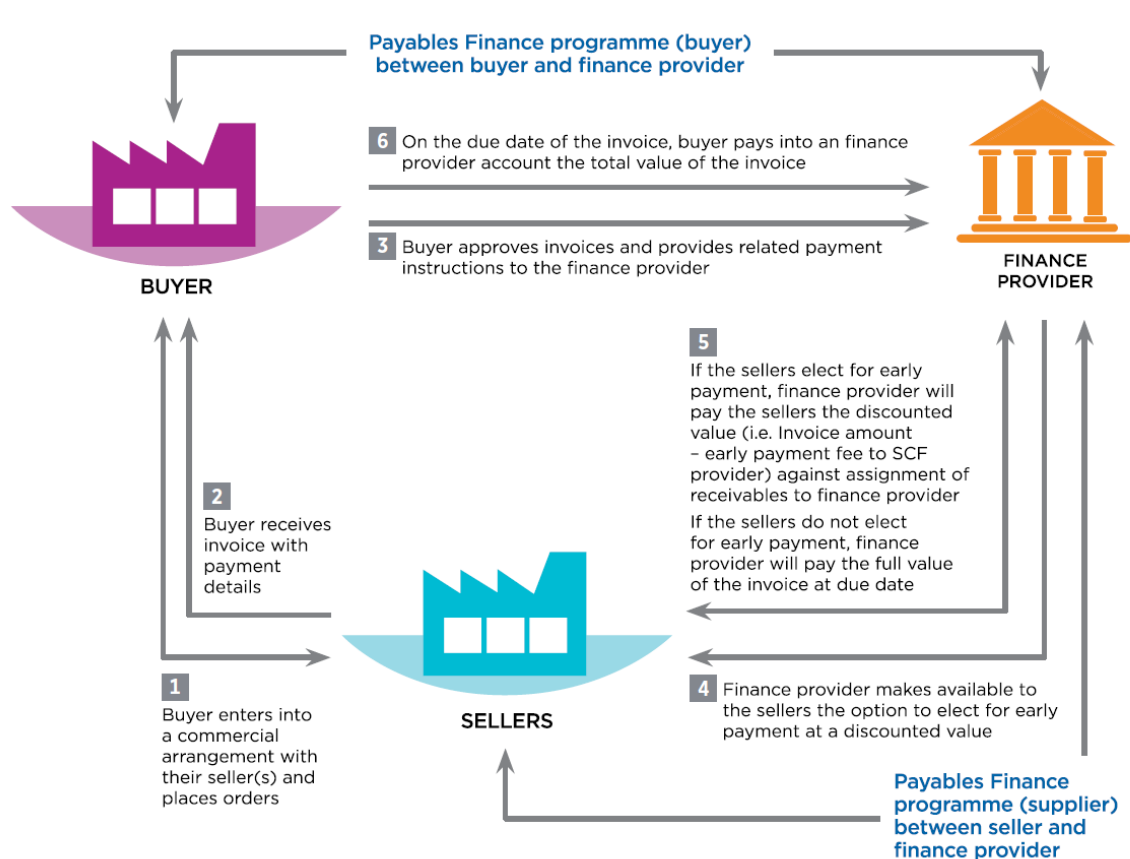 Payables Finance programme (buyer)
between buyer and finance provider
6
On the due date of the invoice, buyer pays into an finance
provider account the total value of the invoice
3
Buyer approves invoices and provides related payment
instructions to the finance provider
BUYER
FINANCE
PROVIDER
5
If the sellers elect for early
payment, finance provider will
pay the sellers the discounted
value (i.e. Invoice amount
– early payment fee to SCF
provider) against assignment of
receivables to finance provider
If the sellers do not elect
for early payment, finance
provider will pay the full value
of the invoice at due date
2
Buyer receives
invoice with
payment
details
1
Buyer enters into
a commercial
arrangement with
their seller(s) and
places orders
SELLERS
4
Finance provider makes available to
the sellers the option to elect for early
payment at a discounted value
Payables Finance
programme (supplier)
between seller and
finance provider